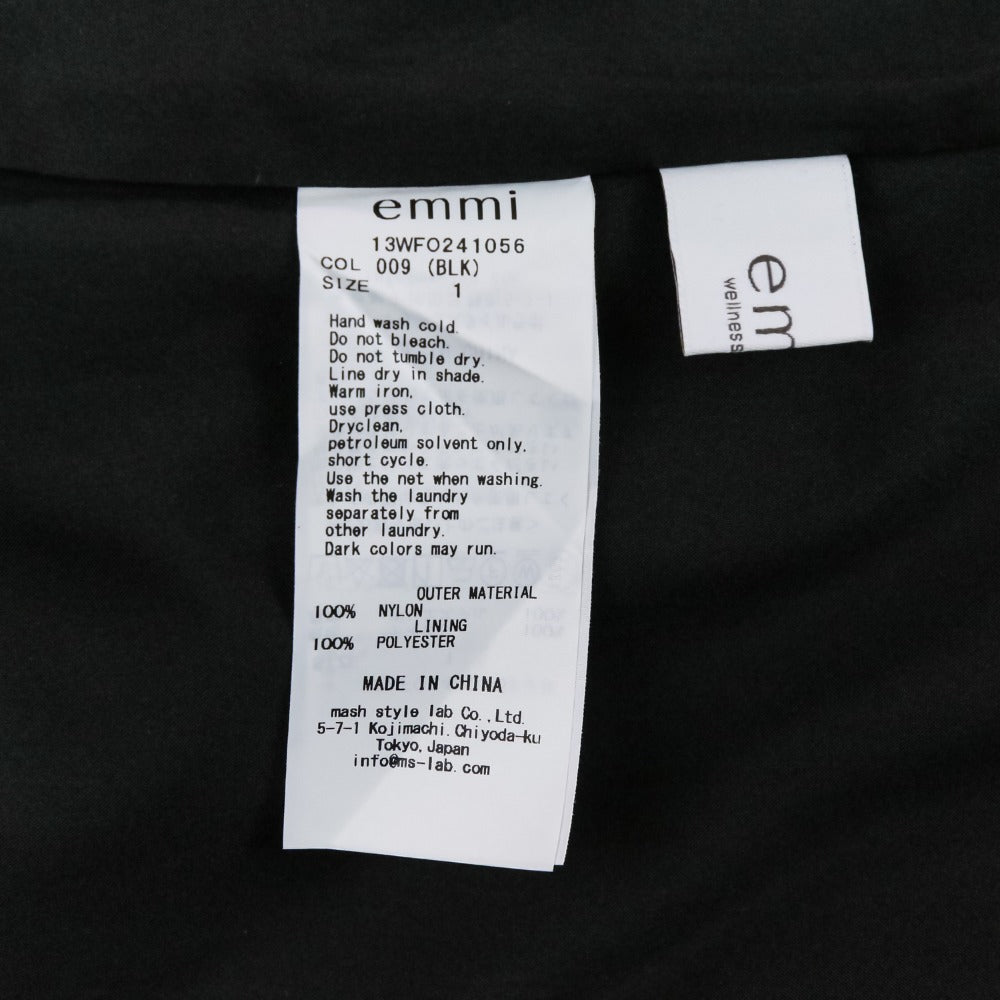 emmi
13WFO241056
COL 009 (BLK)
SIZE 1
Hand wash cold.
Do not bleach.
Do not tumble dry.
Line dry in shade.
Warm iron,
use press cloth.
Dryclean,
petroleum solvent only,
short cycle.
Use the net when washing.
Wash the laundry
separately from
other laundry.
Dark colors may run.
OUTER MATERIAL
100% NYLON
LINING
100% POLYESTER
MADE IN CHINA
mash style lab Co.,Ltd.
5-7-1 Kojimachi, Chiyoda-ku
Tokyo, Japan
info@ms-lab.com
em
wellness